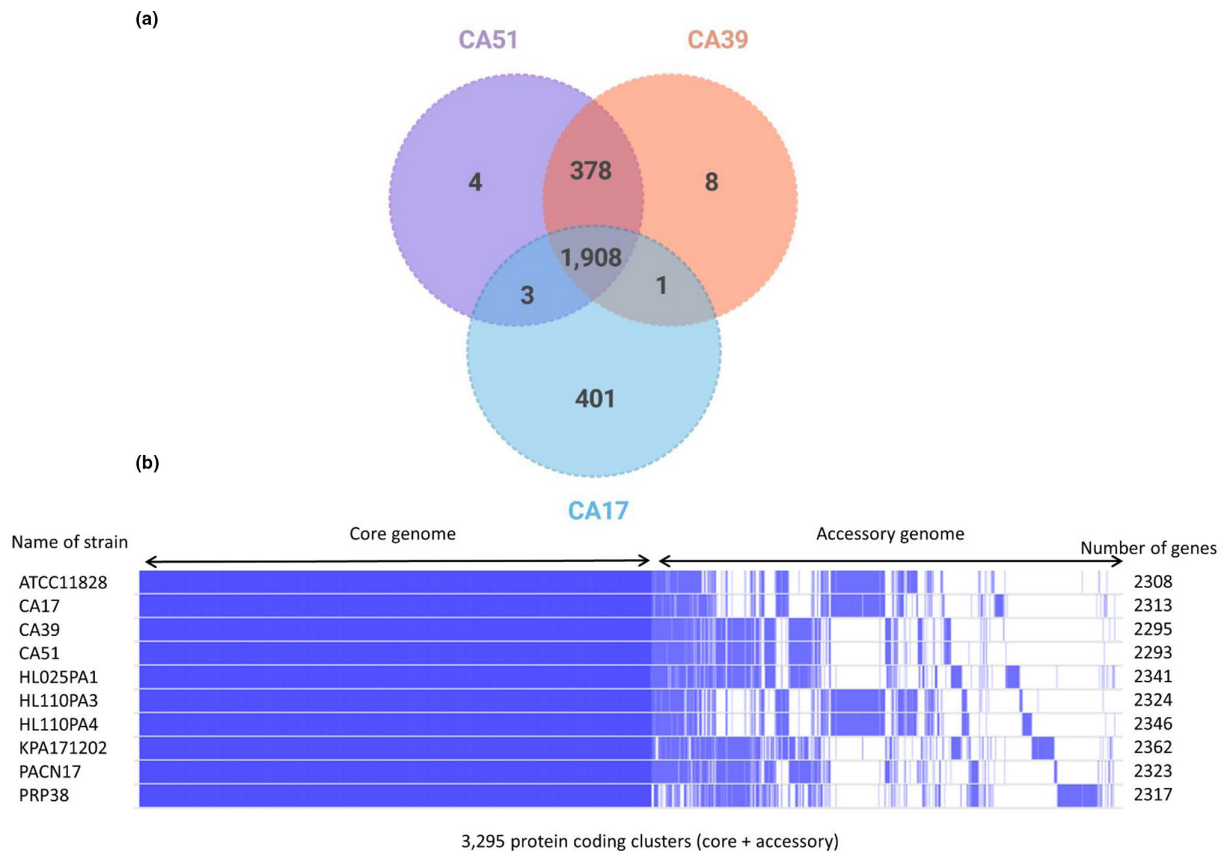 (a)
CA51 CA39
4 378 8
1,908
3 1
401
CA17
(b)
Name of strain Core genome Accessory genome Number of genes
ATCC11828 2308
CA17 2313
CA39 2295
CA51 2293
HL025PA1 2341
HL110PA3 2324
HL110PA4 2346
KPA171202 2362
PACN17 2323
PRP38 2317
3,295 protein coding clusters (core + accessory)